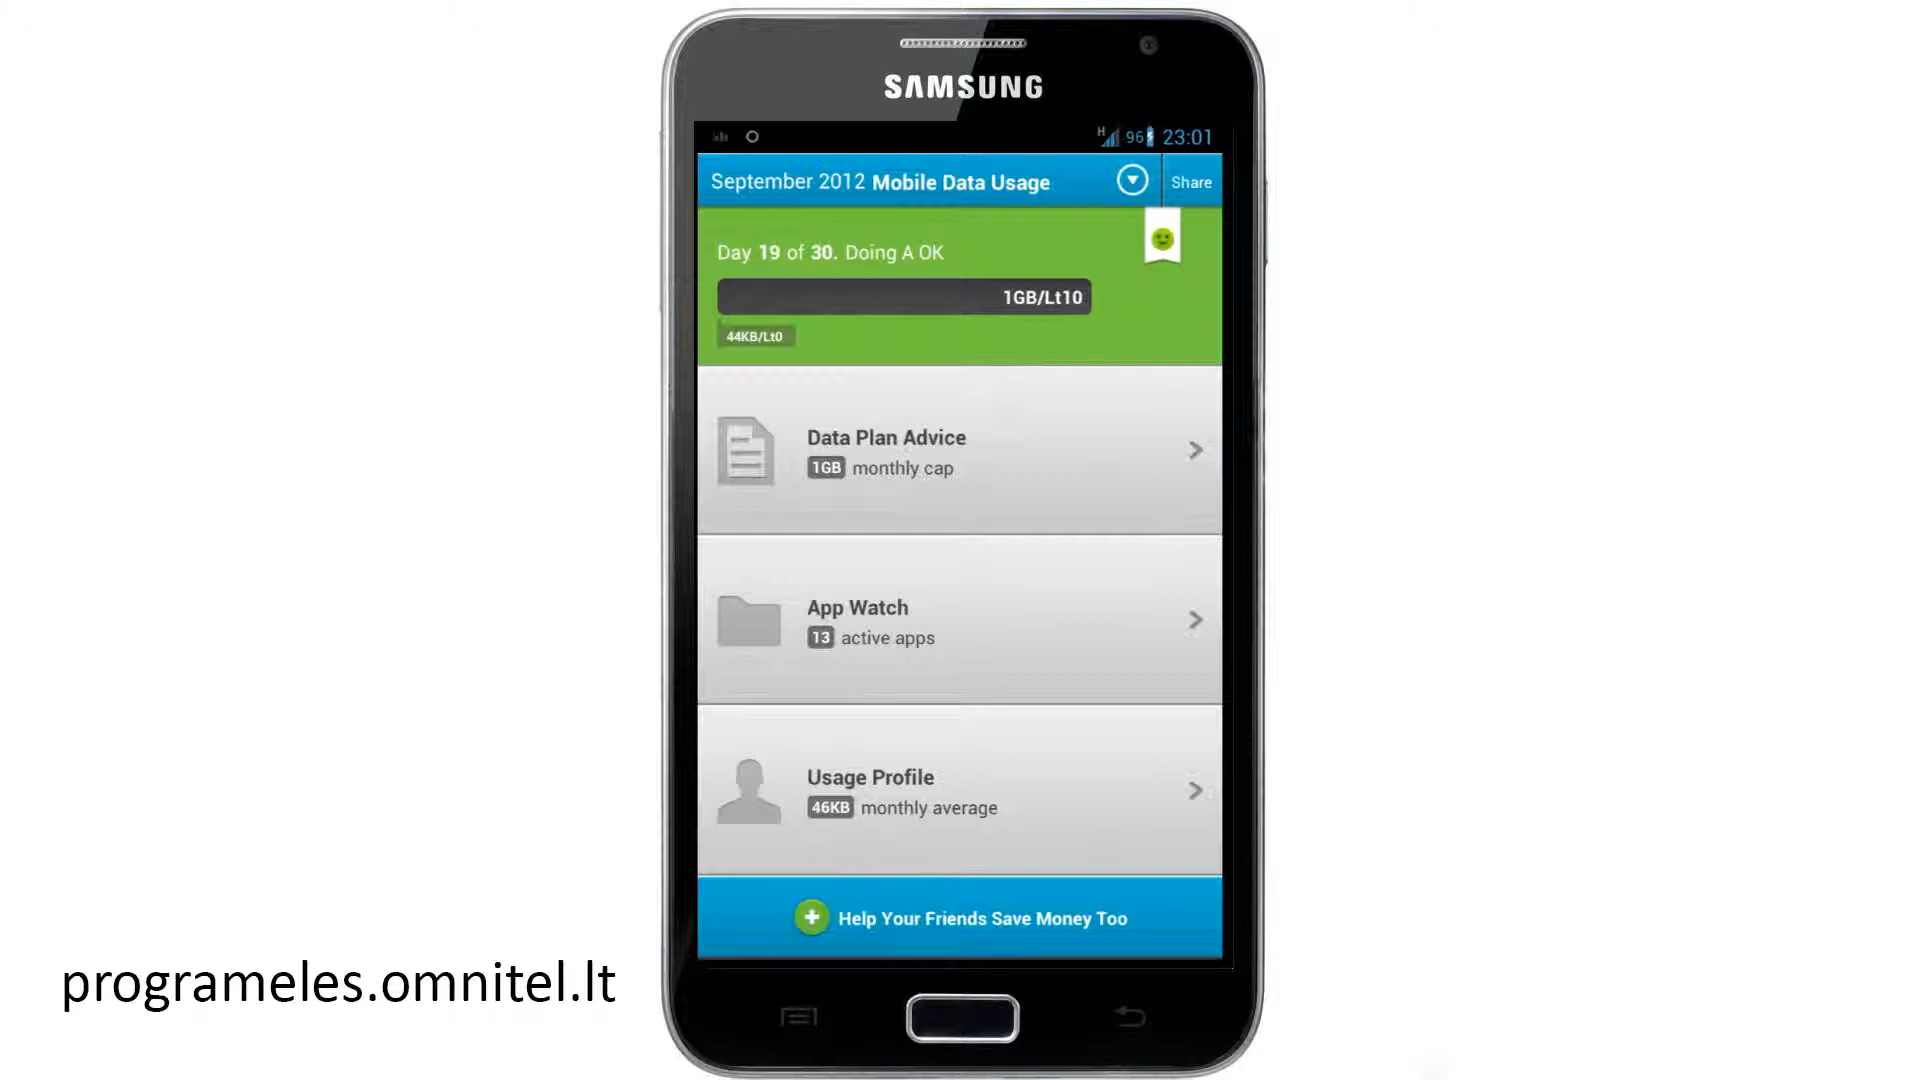 SAMSUNG
H 96 23:01
September 2012 Mobile Data Usage
Share
Day 19 of 30. Doing A OK
1GB/Lt10
44KB/Lt0
Data Plan Advice
1GB monthly cap
App Watch
13 active apps
Usage Profile
46KB monthly average
Help Your Friends Save Money Too
programeles.omnitel.lt